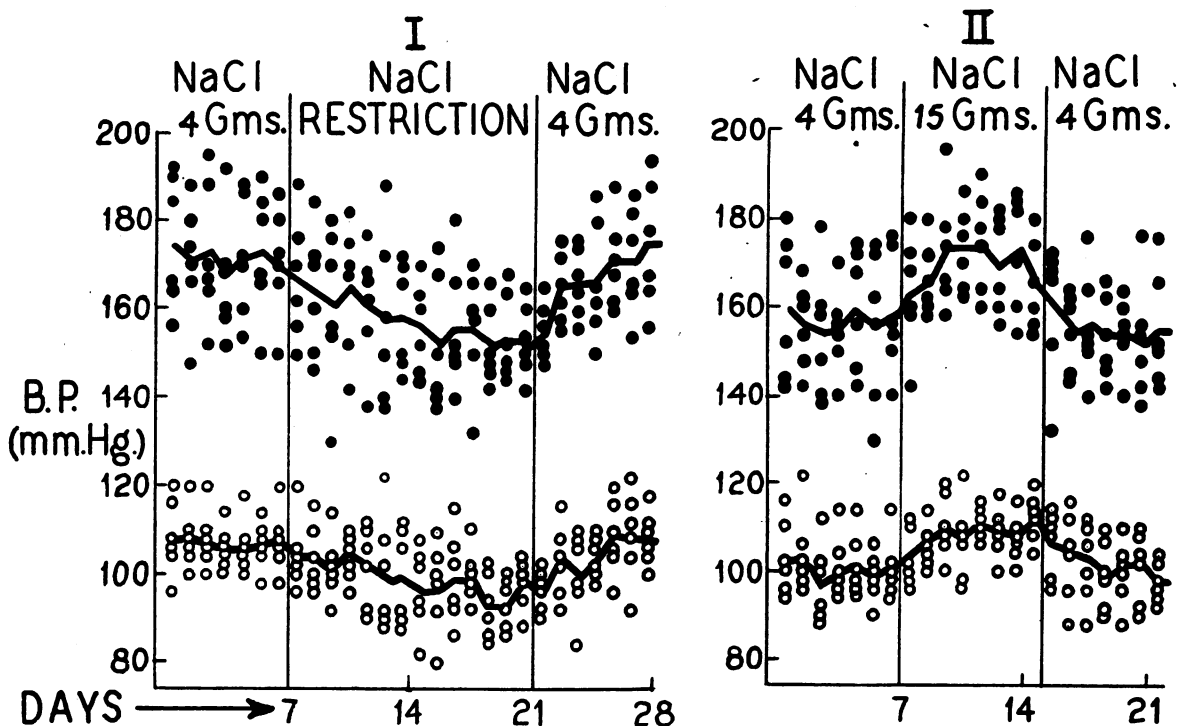 I
II
NaCl
4 Gms.
NaCl
RESTRICTION
NaCl
4 Gms.
NaCl
4 Gms.
NaCl
15 Gms.
NaCl
4 Gms.
200
180
160
140
120
100
80
B.P.
(mm.Hg.)
200
180
160
140
120
100
80
DAYS
7
14
21
28
7
14
21